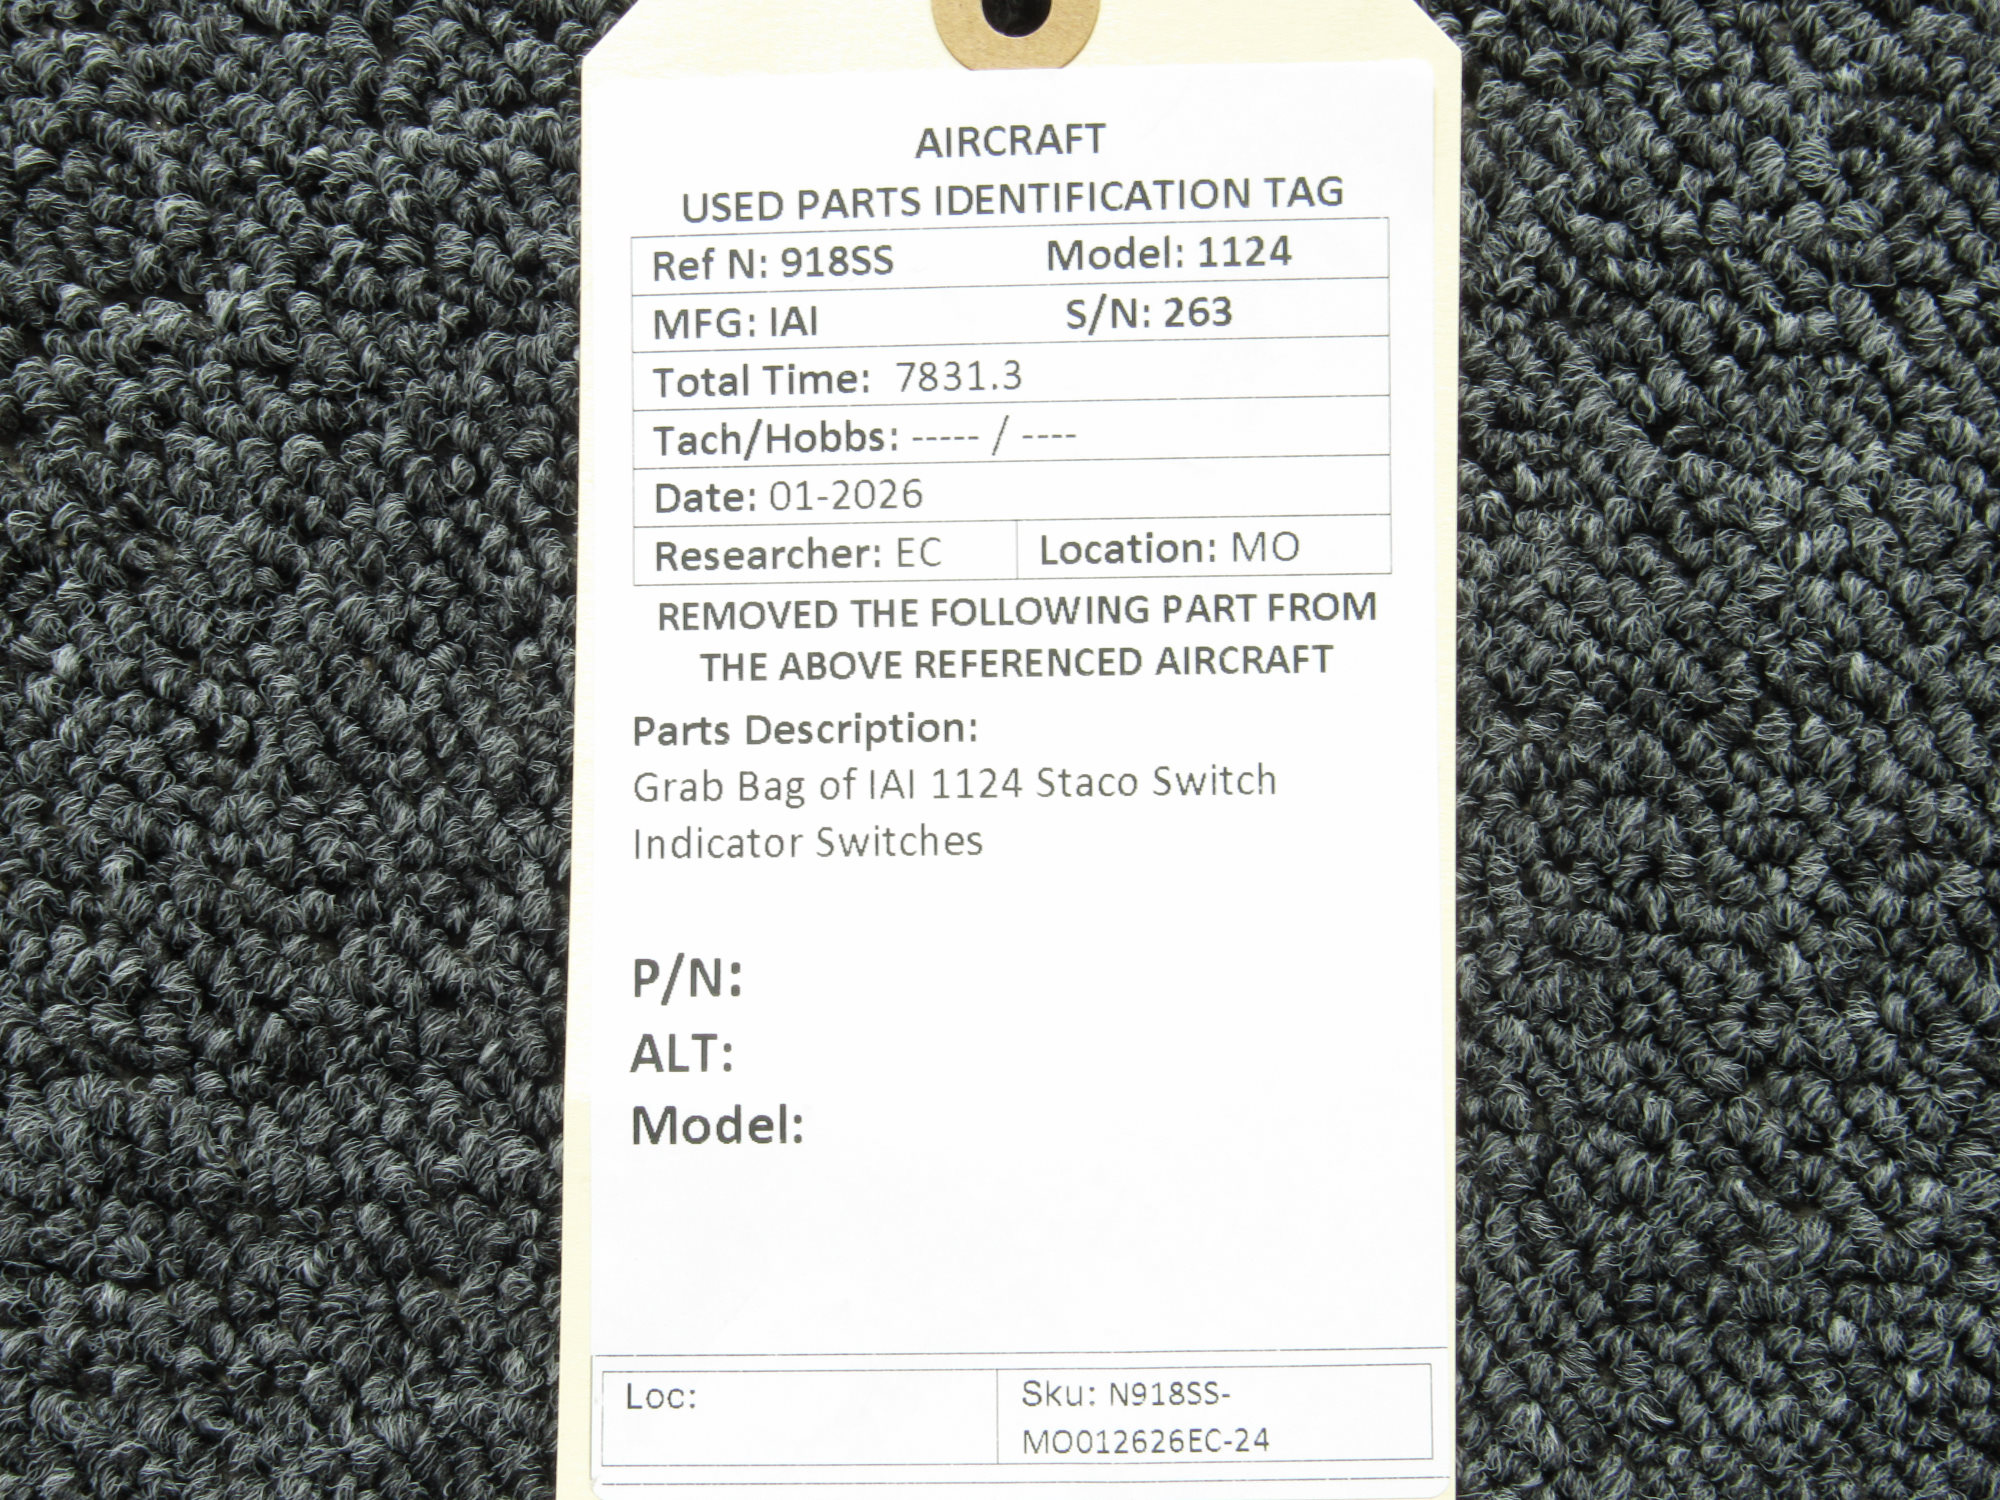 AIRCRAFT
USED PARTS IDENTIFICATION TAG
Ref N: 918SS Model: 1124
MFG: IAI S/N: 263
Total Time: 7831.3
Tach/Hobbs: ----- / ----
Date: 01-2026
Researcher: EC Location: MO
REMOVED THE FOLLOWING PART FROM
THE ABOVE REFERENCED AIRCRAFT
Parts Description:
Grab Bag of IAI 1124 Staco Switch
Indicator Switches
P/N:
ALT:
Model:
Loc: Sku: N918SS-
MO012626EC-24